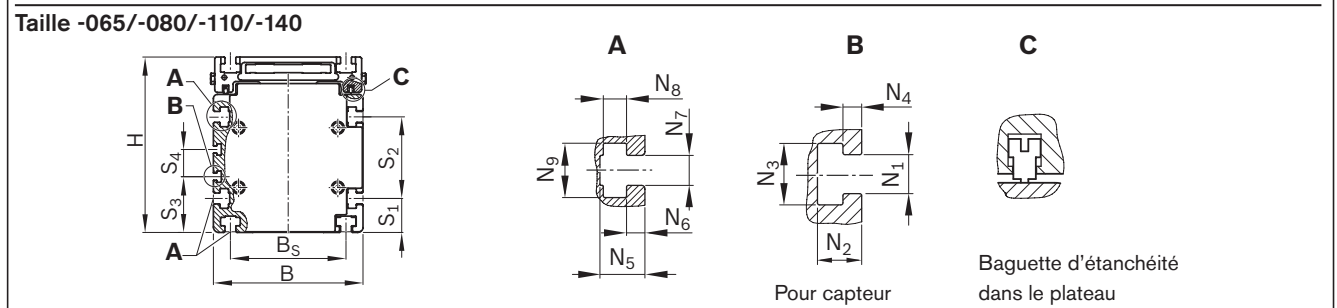 Taille -065/-080/-110/-140
A
B
C
A
B
C
A
H
S₄
S₃
S₂
S₁
Bₛ
B
N₈
N₇
N₉
N₆
N₅
N₄
N₃
N₁
N₂
Pour capteur
Baguette d'étanchéité
dans le plateau